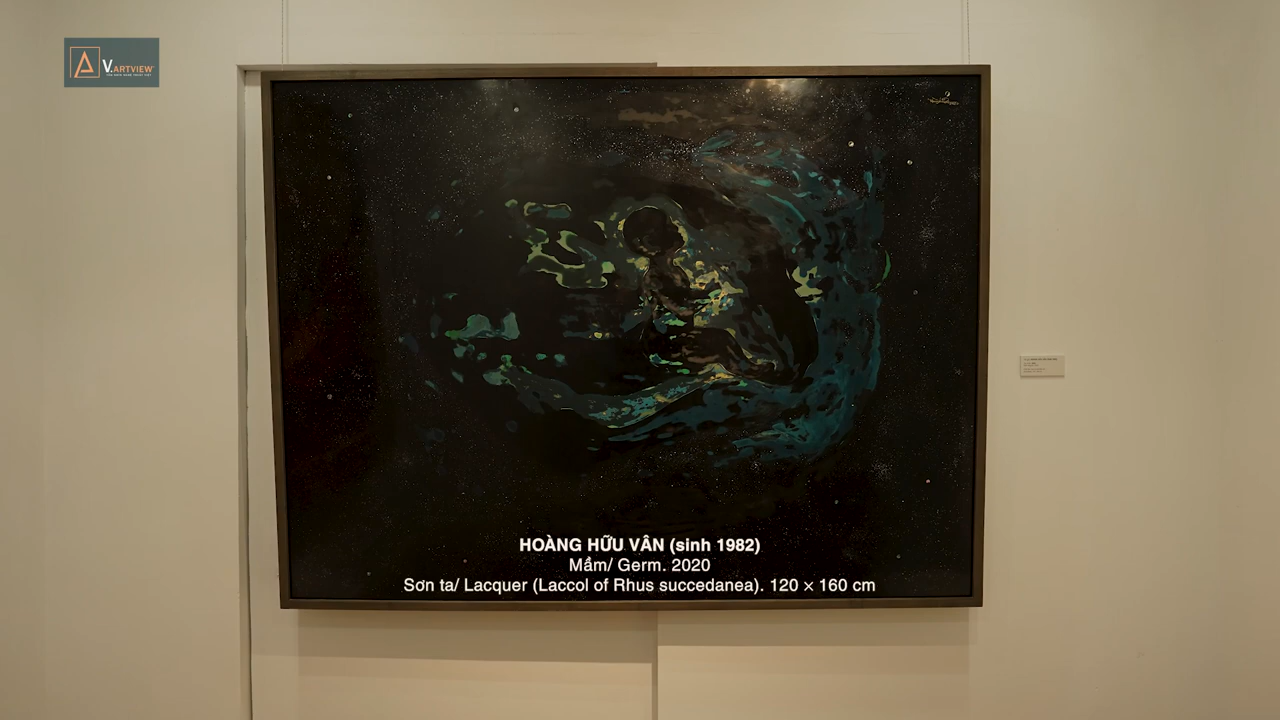 V.ARTVIEW
HOÀNG HỮU VÂN (sinh 1982)
Mầm/ Germ. 2020
Sơn ta/ Lacquer (Laccol of Rhus succedanea). 120 × 160 cm